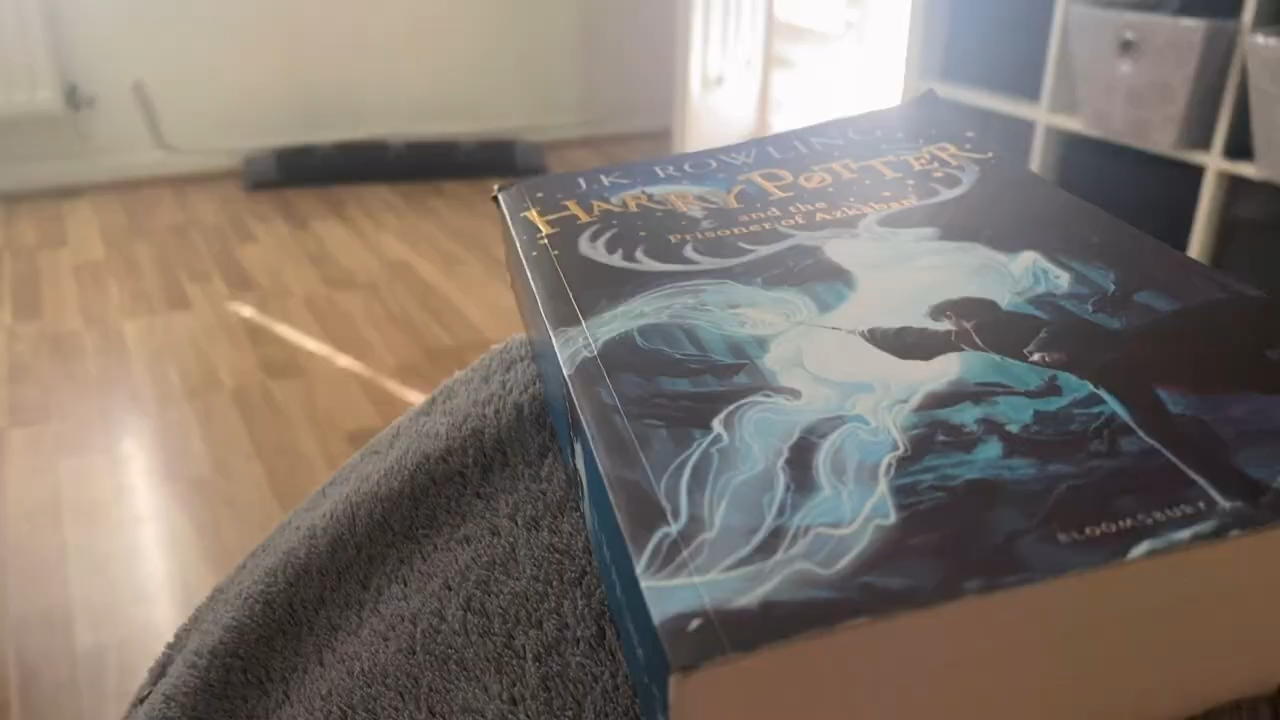 J.K. ROWLING
HARRY POTTER
and the
Prisoner of Azkaban
BLOOMSBURY